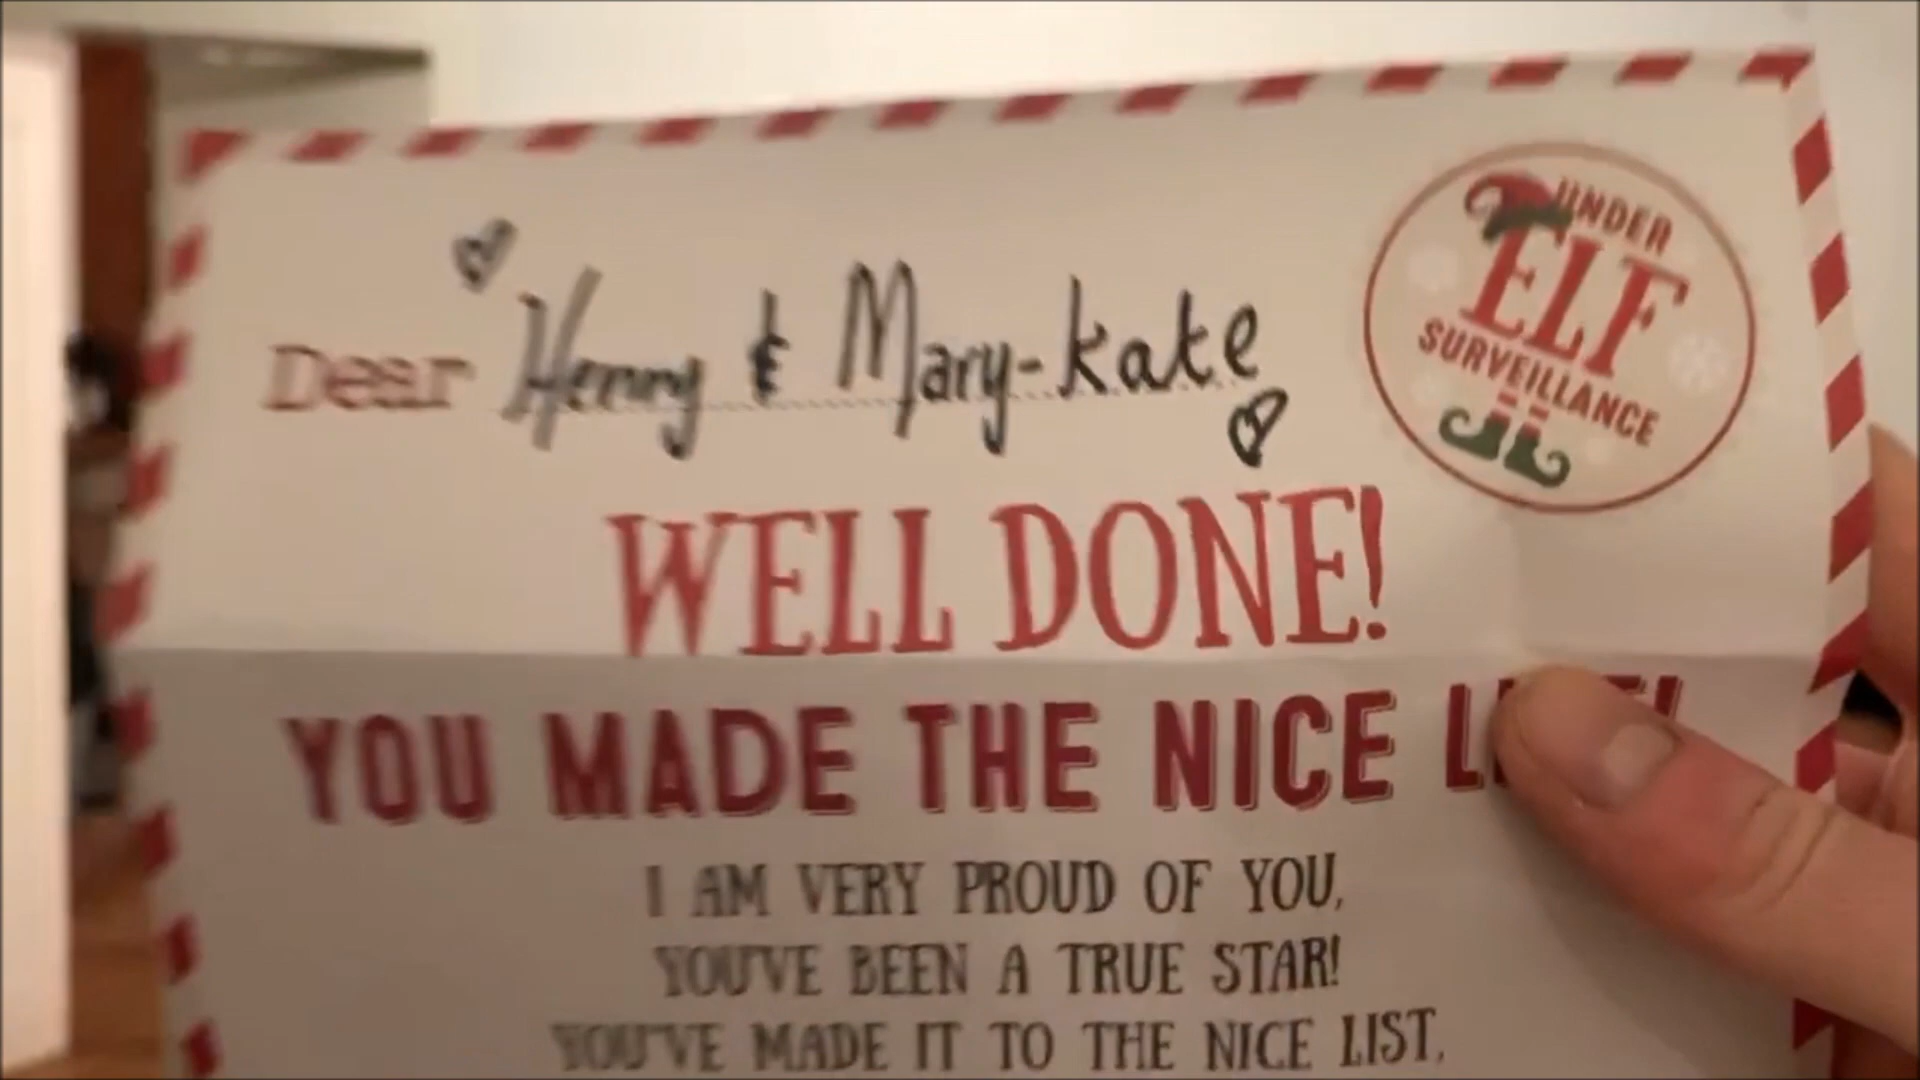 UNDER
ELF
SURVEILLANCE
Dear Henry & Mary-kate
WELL DONE!
YOU MADE THE NICE
I AM VERY PROUD OF YOU,
YOU'VE BEEN A TRUE STAR!
YOU'VE MADE IT TO THE NICE LIST,